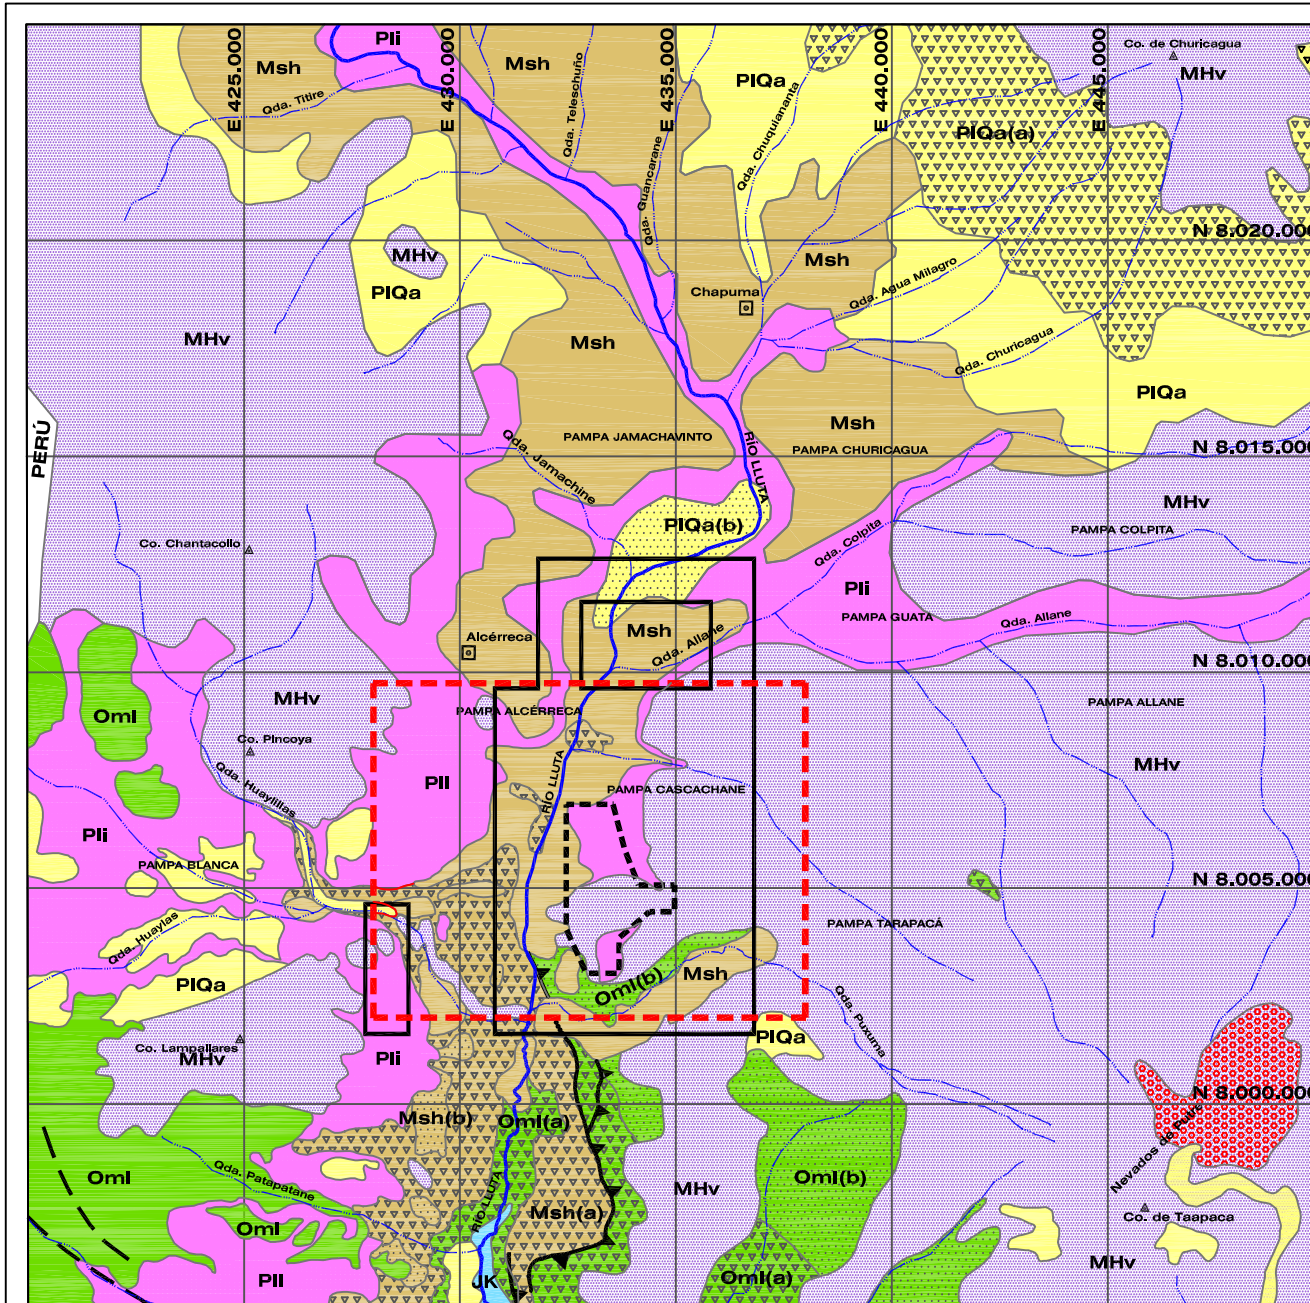 Pli
Msh
Msh
E 425.000
E 430.000
E 435.000
E 440.000
E 445.000
Co. de Churicagua
MHv
PlQa
Qda. Titire
Qda. Teleschuño
Qda. Chuquiananta
PlQa(a)
Qda. Guancarane
N 8.020.000
MHv
Msh
PlQa
Chapuma
Qda. Agua Milagro
MHv
Msh
Qda. Churicagua
PlQa
Msh
PERÚ
PAMPA JAMACHAVINTO
PAMPA CHURICAGUA
N 8.015.000
Qda. Jamachine
RÍO LLUTA
MHv
PlQa(b)
PAMPA COLPITA
Co. Chantacollo
Qda. Colpita
Pli
PAMPA GUATA
Qda. Allane
Msh
Alcérreca
Qda. Allane
N 8.010.000
MHv
PAMPA ALLANE
Oml
PAMPA ALCÉRRECA
Co. Pincoya
MHv
Qda. Huaylillas
PlI
RÍO LLUTA
PAMPA CASCACHANE
Pli
PAMPA BLANCA
N 8.005.000
Qda. Huaylas
PAMPA TARAPACÁ
PlQa
Oml(b)
Msh
Qda. Puxuma
PlQa
Co. Lampallares
MHv
Pli
N 8.000.000
Msh(b)
Oml(a)
Nevados de Putre
Oml
Qda. Patapatane
MHv
Oml(b)
RÍO LLUTA
Msh(a)
Co. de Taapaca
Oml
MHv
PlI
JK
Oml(a)